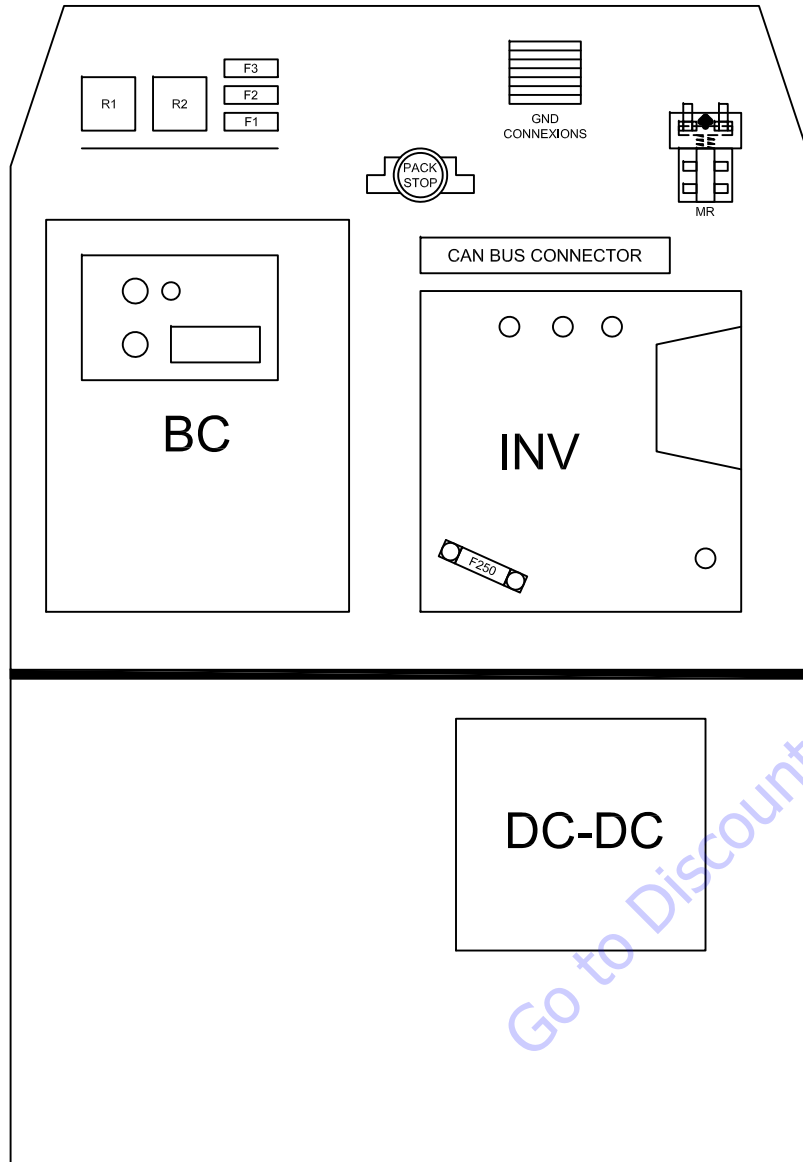 F3
R1
R2
F2
F1
GND
CONNEXIONS
PACK
STOP
MR
CAN BUS CONNECTOR
BC
INV
F250
DC-DC
Go to Discount